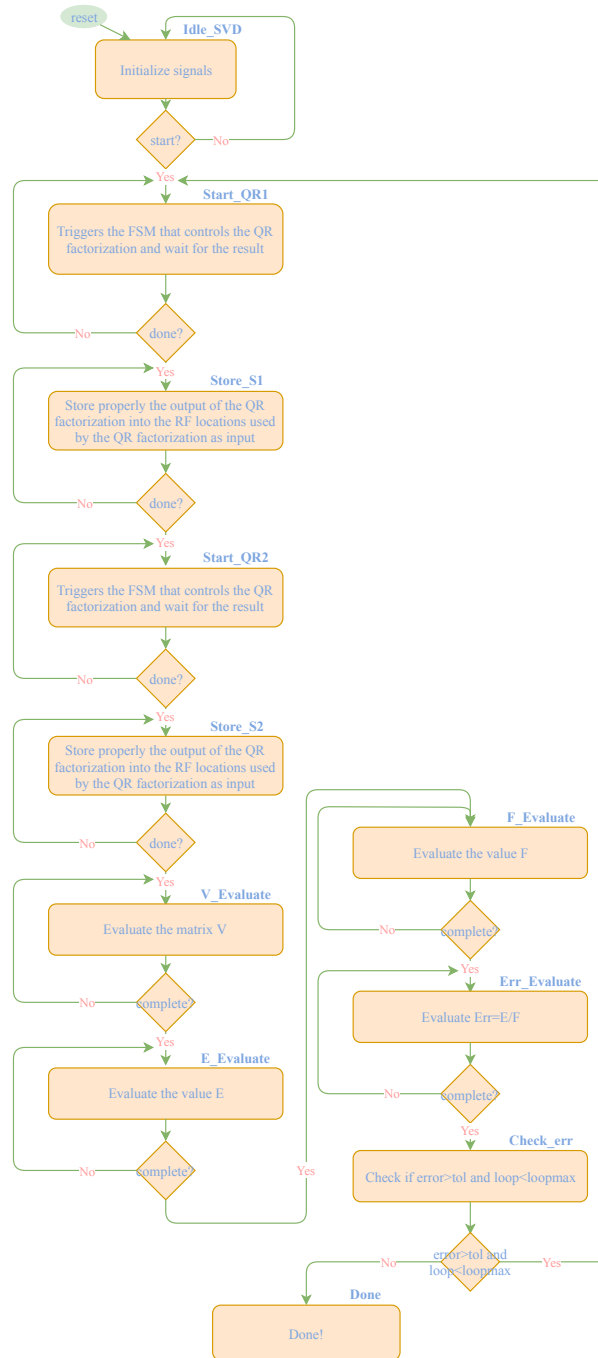 reset
Idle_SVD
Initialize signals
start?
No
Yes
Start_QR1
Triggers the FSM that controls the QR
factorization and wait for the result
No
done?
Yes
Store_S1
Store properly the output of the QR
factorization into the RF locations used
by the QR factorization as input
No
done?
Yes
Start_QR2
Triggers the FSM that controls the QR
factorization and wait for the result
No
done?
Yes
Store_S2
Store properly the output of the QR
factorization into the RF locations used
by the QR factorization as input
No
done?
Yes
V_Evaluate
Evaluate the matrix V
No
complete?
Yes
E_Evaluate
Evaluate the value E
No
complete?
Yes
F_Evaluate
Evaluate the value F
No
complete?
Yes
Err_Evaluate
Evaluate Err=E/F
No
complete?
Yes
Check_err
Check if error>tol and loop<loopmax
error>tol and
loop<loopmax
No
Yes
Done
Done!